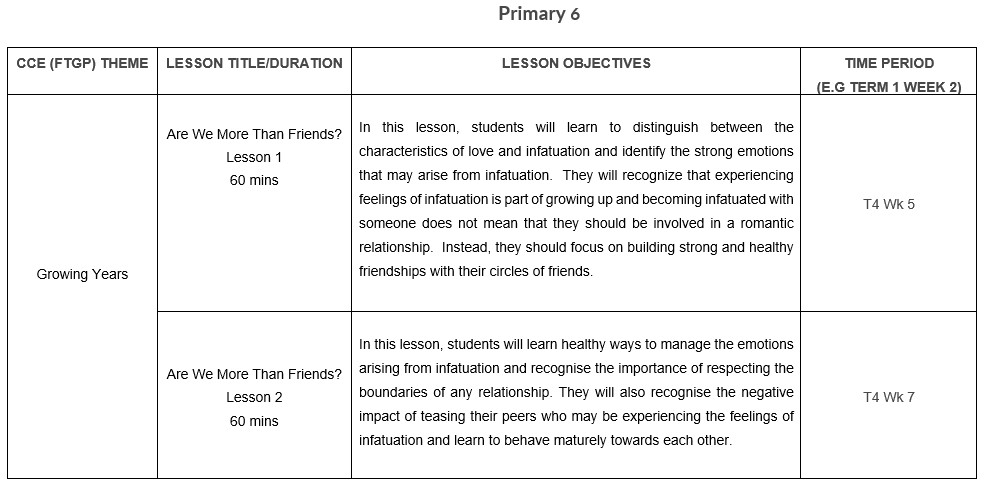 Primary 6
CCE (FTGP) THEME
LESSON TITLE/DURATION
LESSON OBJECTIVES
TIME PERIOD
(E.G TERM 1 WEEK 2)
Growing Years
Are We More Than Friends?
Lesson 1
60 mins
In this lesson, students will learn to distinguish between the
characteristics of love and infatuation and identify the strong emotions
that may arise from infatuation.  They will recognize that experiencing
feelings of infatuation is part of growing up and becoming infatuated with
someone does not mean that they should be involved in a romantic
relationship.  Instead, they should focus on building strong and healthy
friendships with their circles of friends.
T4 Wk 5
Are We More Than Friends?
Lesson 2
60 mins
In this lesson, students will learn healthy ways to manage the emotions
arising from infatuation and recognise the importance of respecting the
boundaries of any relationship. They will also recognise the negative
impact of teasing their peers who may be experiencing the feelings of
infatuation and learn to behave maturely towards each other.
T4 Wk 7